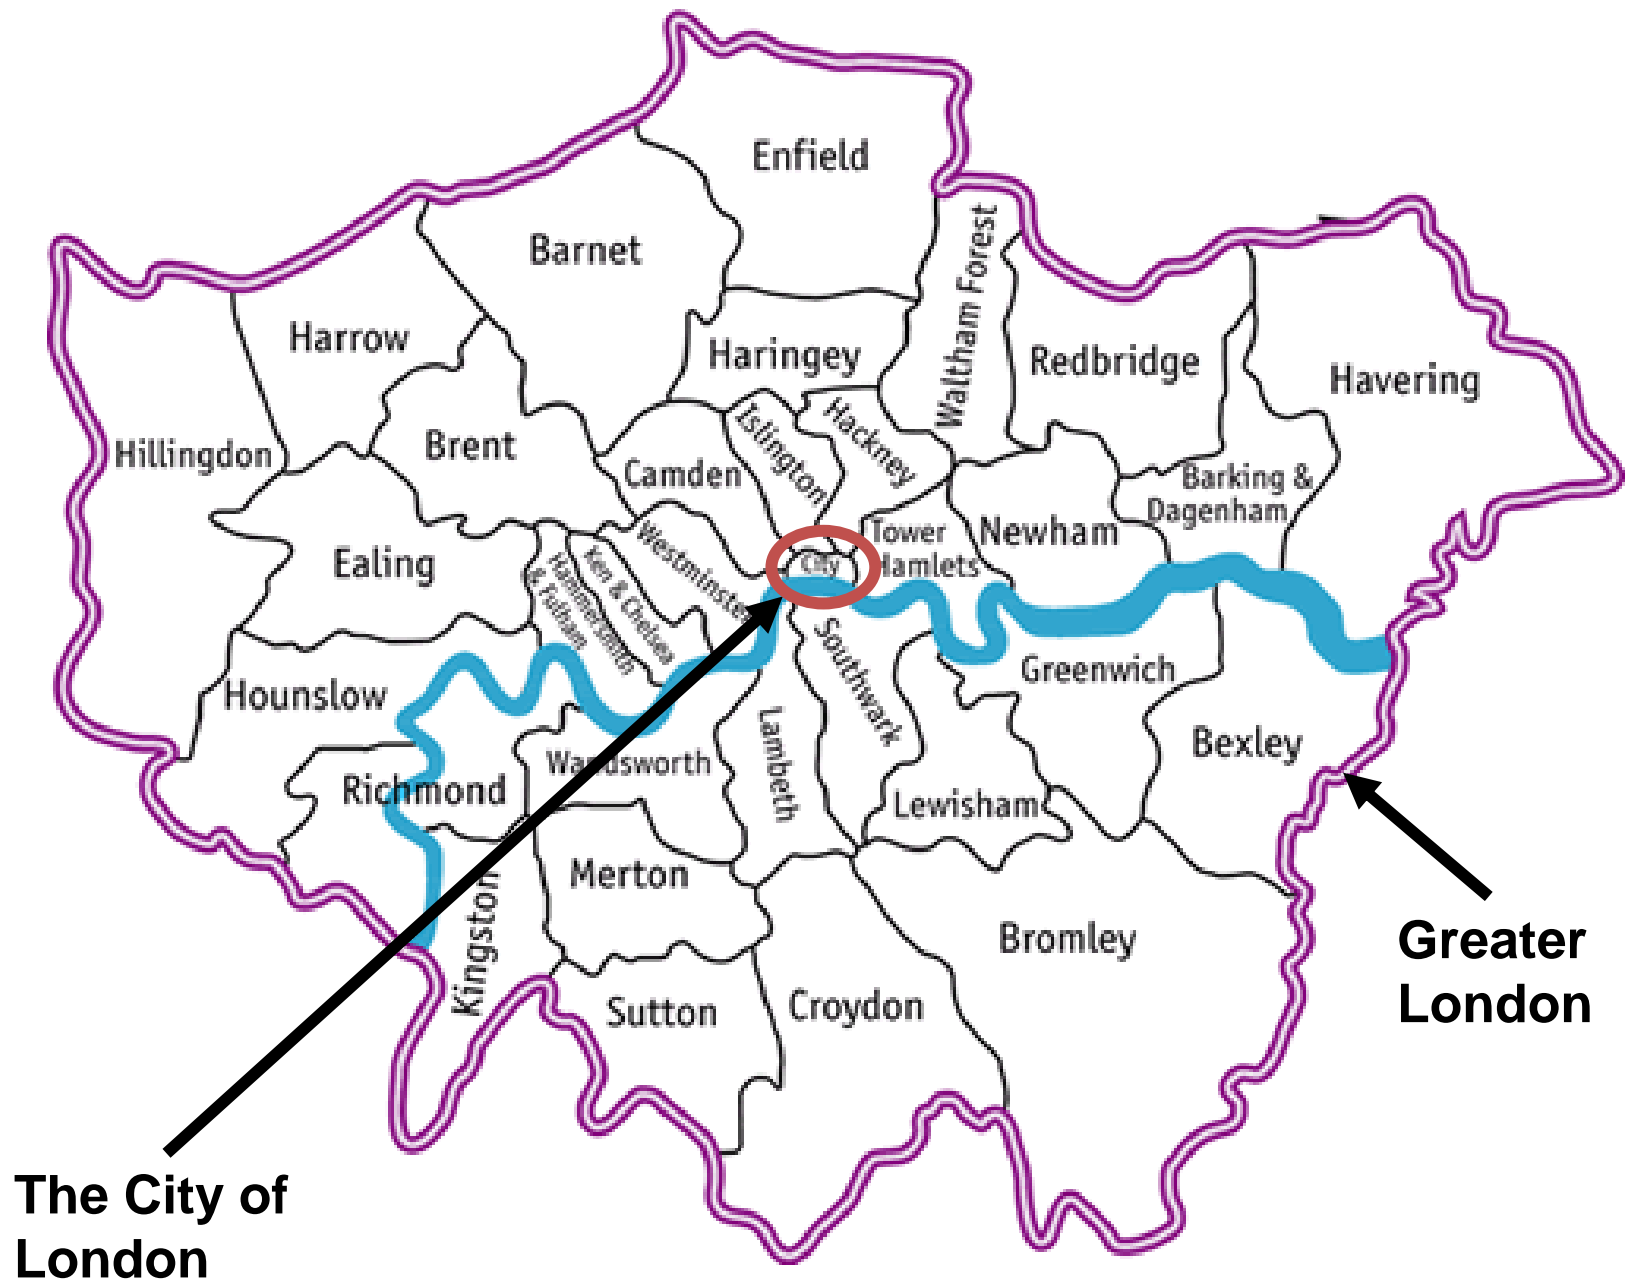 Enfield
Barnet
Waltham Forest
Harrow
Haringey
Redbridge
Havering
Islington
Hackney
Brent
Hillingdon
Camden
Barking &
Dagenham
Tower
Hamlets
Newham
Westminster
City
Ealing
Ken & Chelsea
Hammersmith
& Fulham
Southwark
Greenwich
Hounslow
Lambeth
Bexley
Wandsworth
Richmond
Lewisham
Merton
Kingston
Bromley
Greater
London
Sutton
Croydon
The City of
London